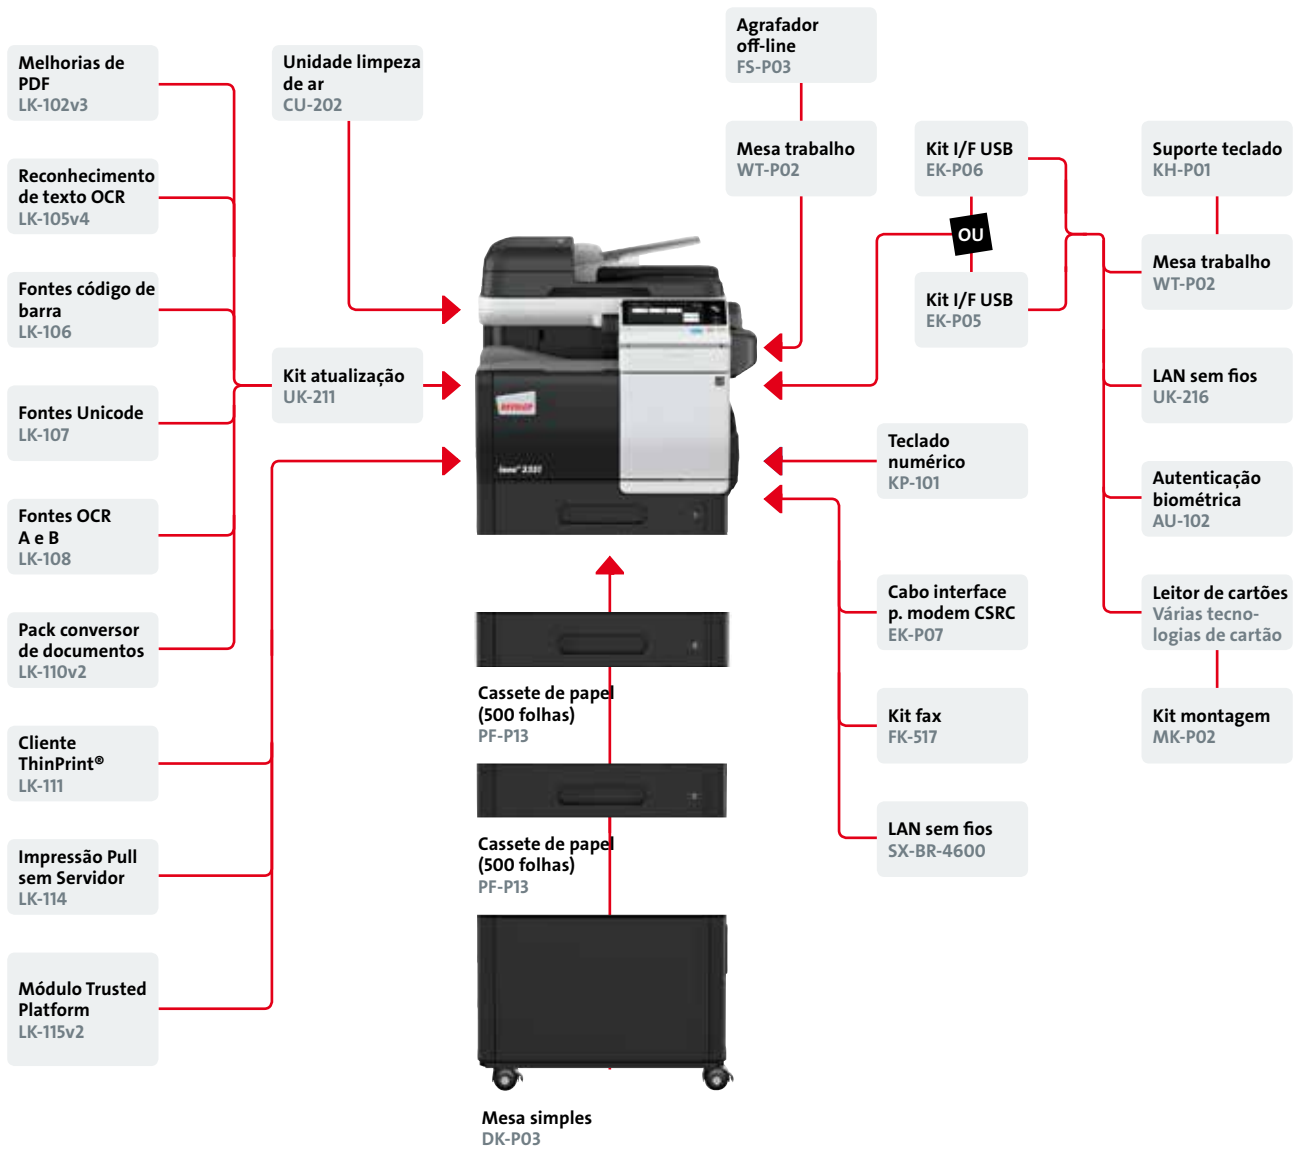 Melhorias de
PDF
LK-102v3
Reconhecimento
de texto OCR
LK-105v4
Fontes código de
barra
LK-106
Fontes Unicode
LK-107
Fontes OCR
A e B
LK-108
Pack conversor
de documentos
LK-110v2
Cliente
ThinPrint®
LK-111
Impressão Pull
sem Servidor
LK-114
Módulo Trusted
Platform
LK-115v2
Unidade limpeza
de ar
CU-202
Kit atualização
UK-211
Agrafador
off-line
FS-P03
Mesa trabalho
WT-P02
Kit I/F USB
EK-P06
OU
Kit I/F USB
EK-P05
Teclado
numérico
KP-101
Cabo interface
p. modem CSRC
EK-P07
Kit fax
FK-517
LAN sem fios
SX-BR-4600
Suporte teclado
KH-P01
Mesa trabalho
WT-P02
LAN sem fios
UK-216
Autenticação
biométrica
AU-102
Leitor de cartões
Várias tecno-
logias de cartão
Kit montagem
MK-P02
Cassete de papel
(500 folhas)
PF-P13
Cassete de papel
(500 folhas)
PF-P13
Mesa simples
DK-P03